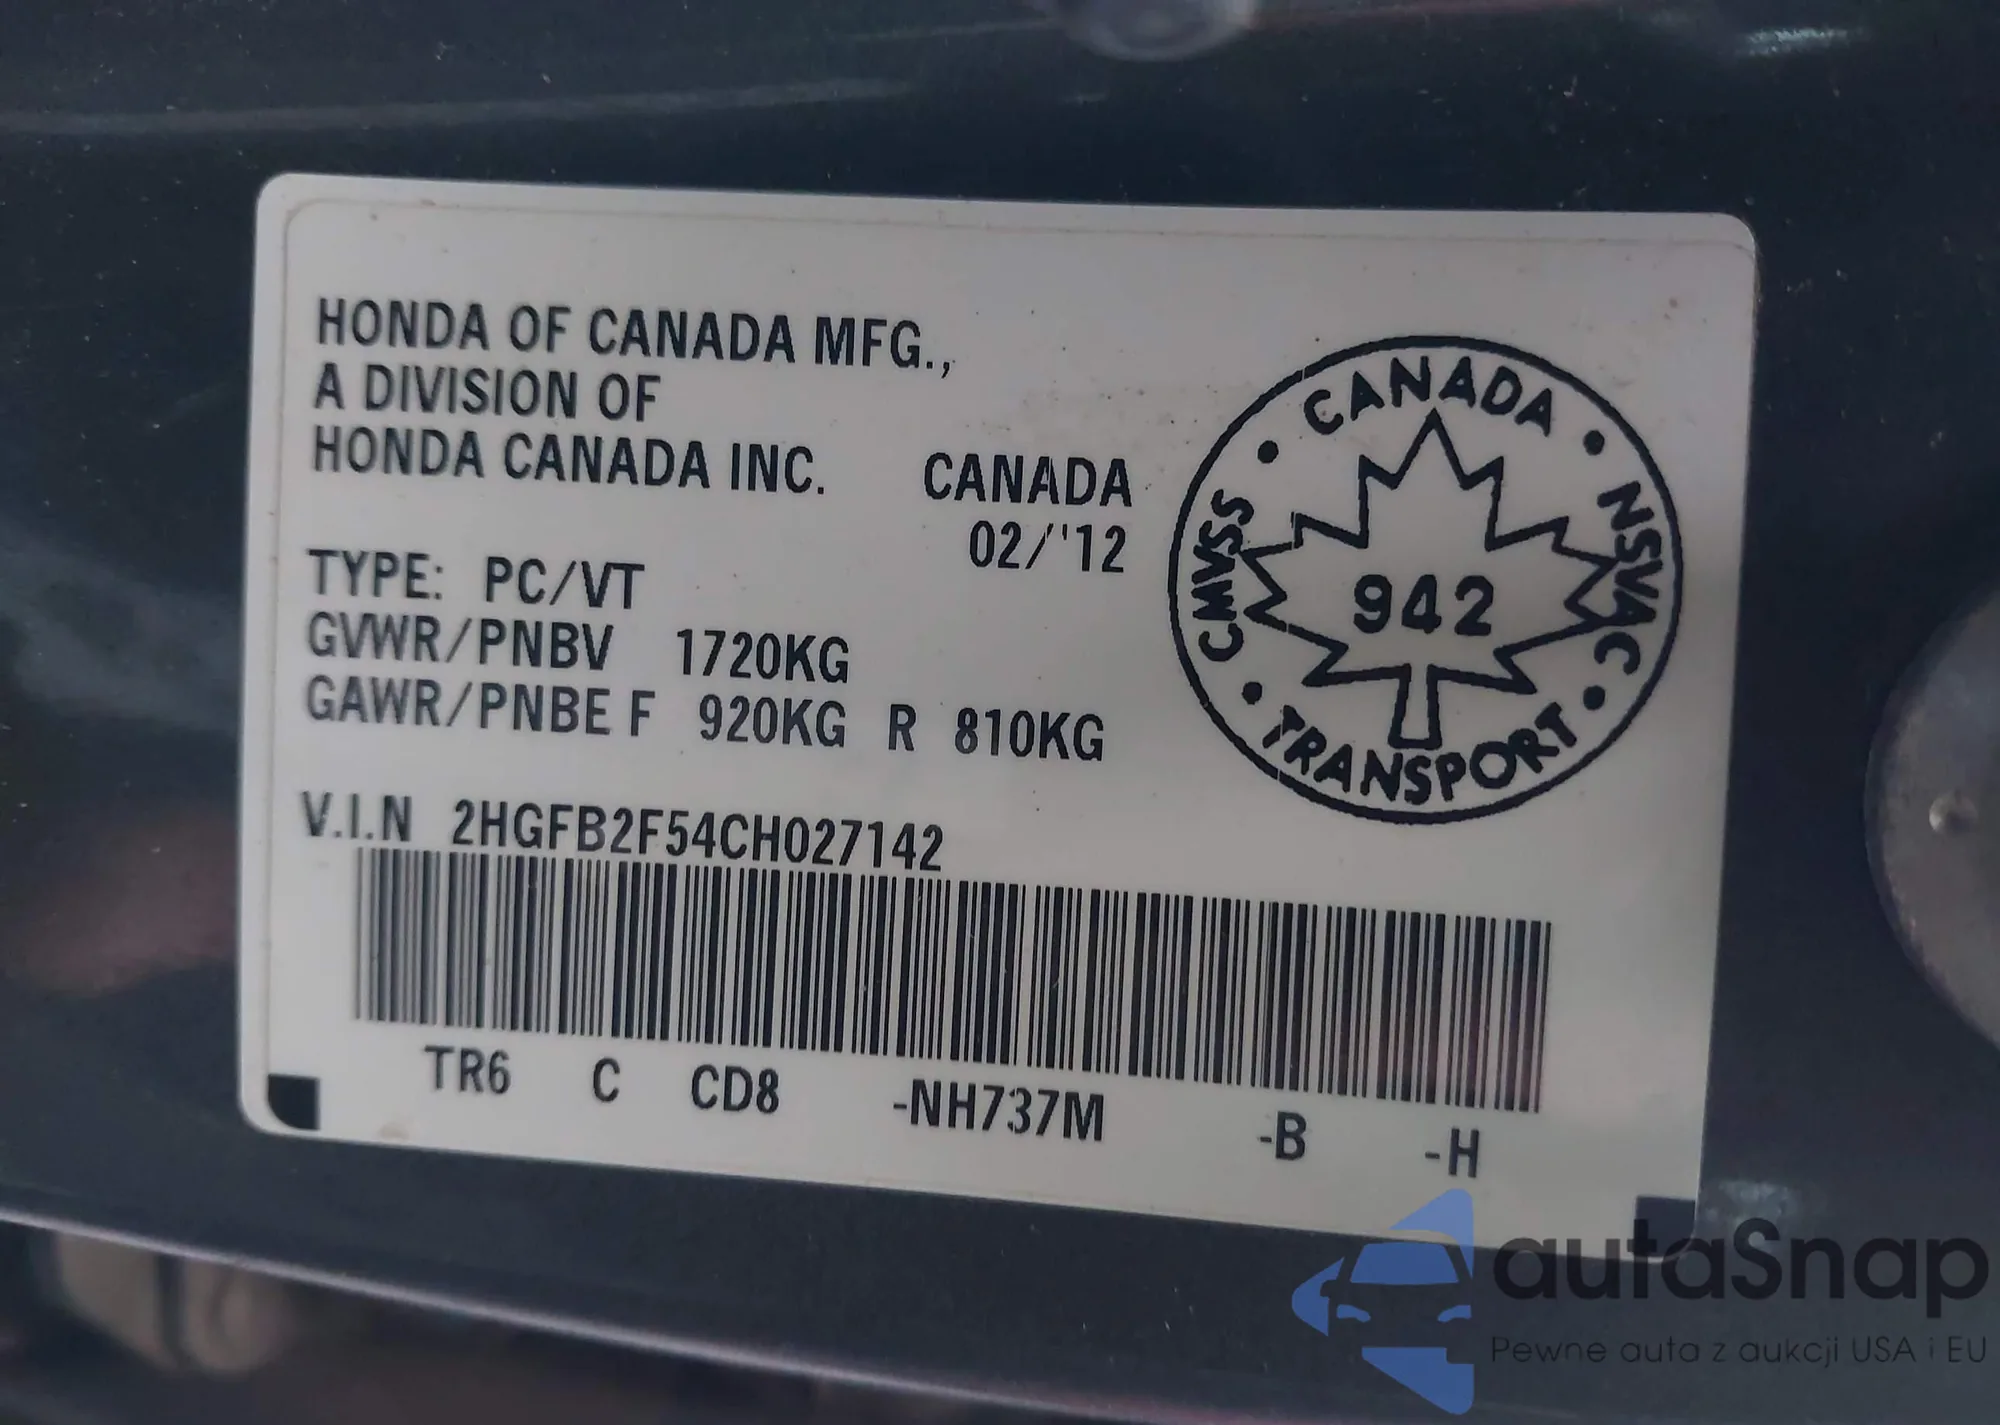 HONDA OF CANADA MFG.,
A DIVISION OF
HONDA CANADA INC. CANADA
02/'12
TYPE: PC/VT
GVWR/PNBV 1720KG
GAWR/PNBE F 920KG R 810KG
V.I.N 2HGFB2F54CH027142
TR6 C CD8 -NH737M -B -H
CANADA
NSVAC
TRANSPORT
CMVSS
942
autaSnap
Pewne auta z aukcji USA i EU